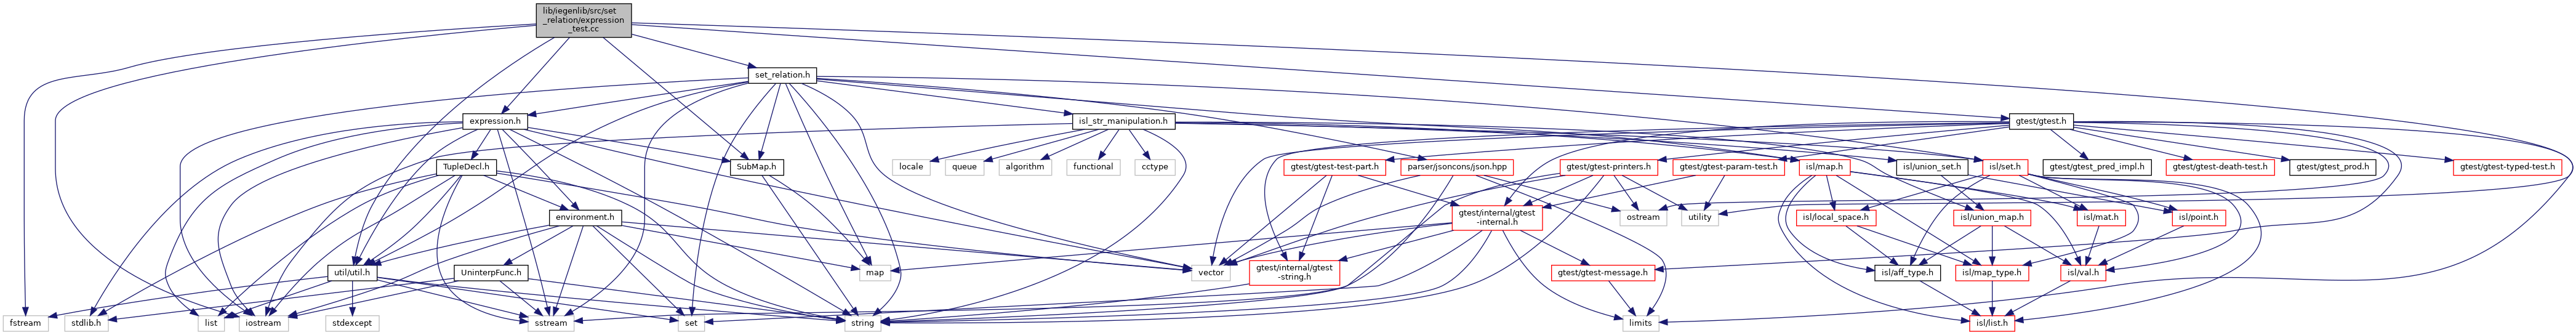 lib/iegenlib/src/set
_relation/expression
_test.cc
set_relation.h
expression.h
isl_str_manipulation.h
gtest/gtest.h
TupleDecl.h
SubMap.h
locale
queue
algorithm
functional
cctype
gtest/gtest-test-part.h
parser/jsoncons/json.hpp
gtest/gtest-printers.h
gtest/gtest-param-test.h
isl/map.h
isl/union_set.h
isl/set.h
gtest/gtest_pred_impl.h
gtest/gtest-death-test.h
gtest/gtest_prod.h
gtest/gtest-typed-test.h
environment.h
gtest/internal/gtest
-internal.h
ostream
utility
isl/local_space.h
isl/union_map.h
isl/mat.h
isl/point.h
util/util.h
UninterpFunc.h
map
vector
gtest/internal/gtest
-string.h
gtest/gtest-message.h
isl/aff_type.h
isl/map_type.h
isl/val.h
fstream
stdlib.h
list
iostream
stdexcept
sstream
set
string
limits
isl/list.h